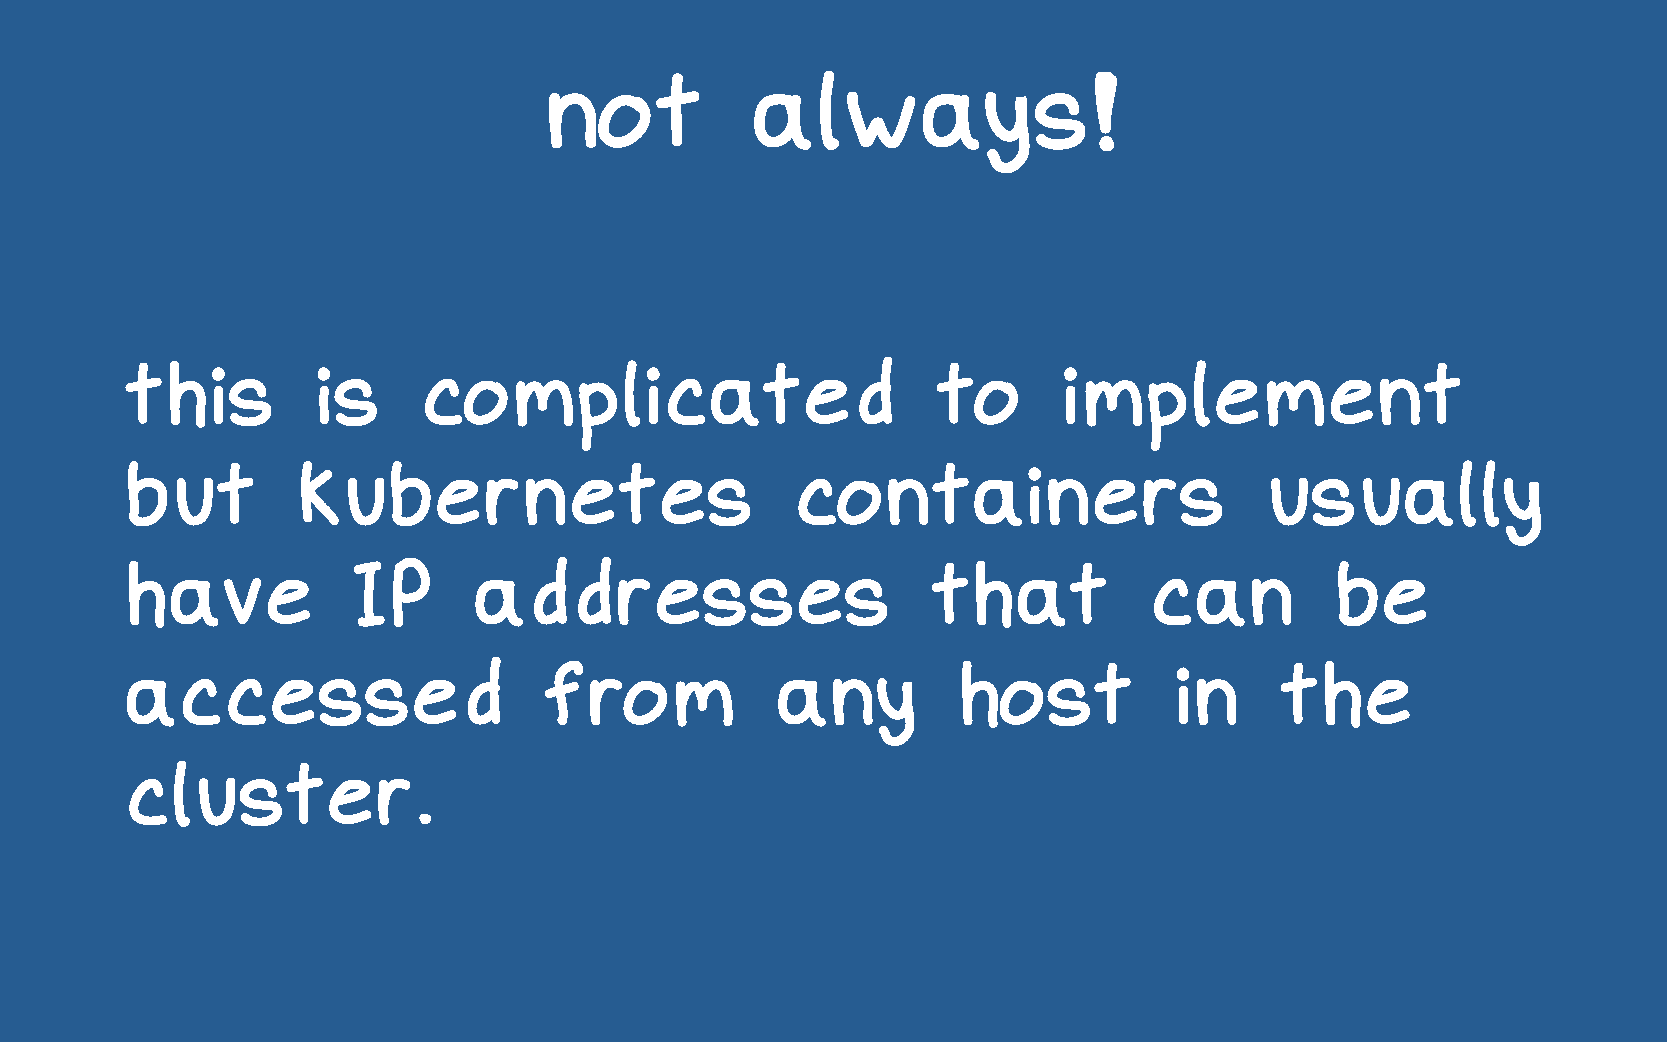 not always!
this is complicated to implement
but Kubernetes containers usually
have IP addresses that can be
accessed from any host in the
cluster.